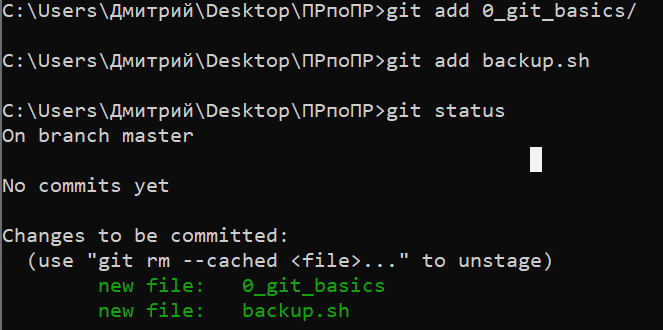 C:\Users\Дмитрий\Desktop\ПРпоПР>git add 0_git_basics/
C:\Users\Дмитрий\Desktop\ПРпоПР>git add backup.sh
C:\Users\Дмитрий\Desktop\ПРпоПР>git status
On branch master
No commits yet
Changes to be committed:
  (use "git rm --cached <file>..." to unstage)
        new file:   0_git_basics
        new file:   backup.sh